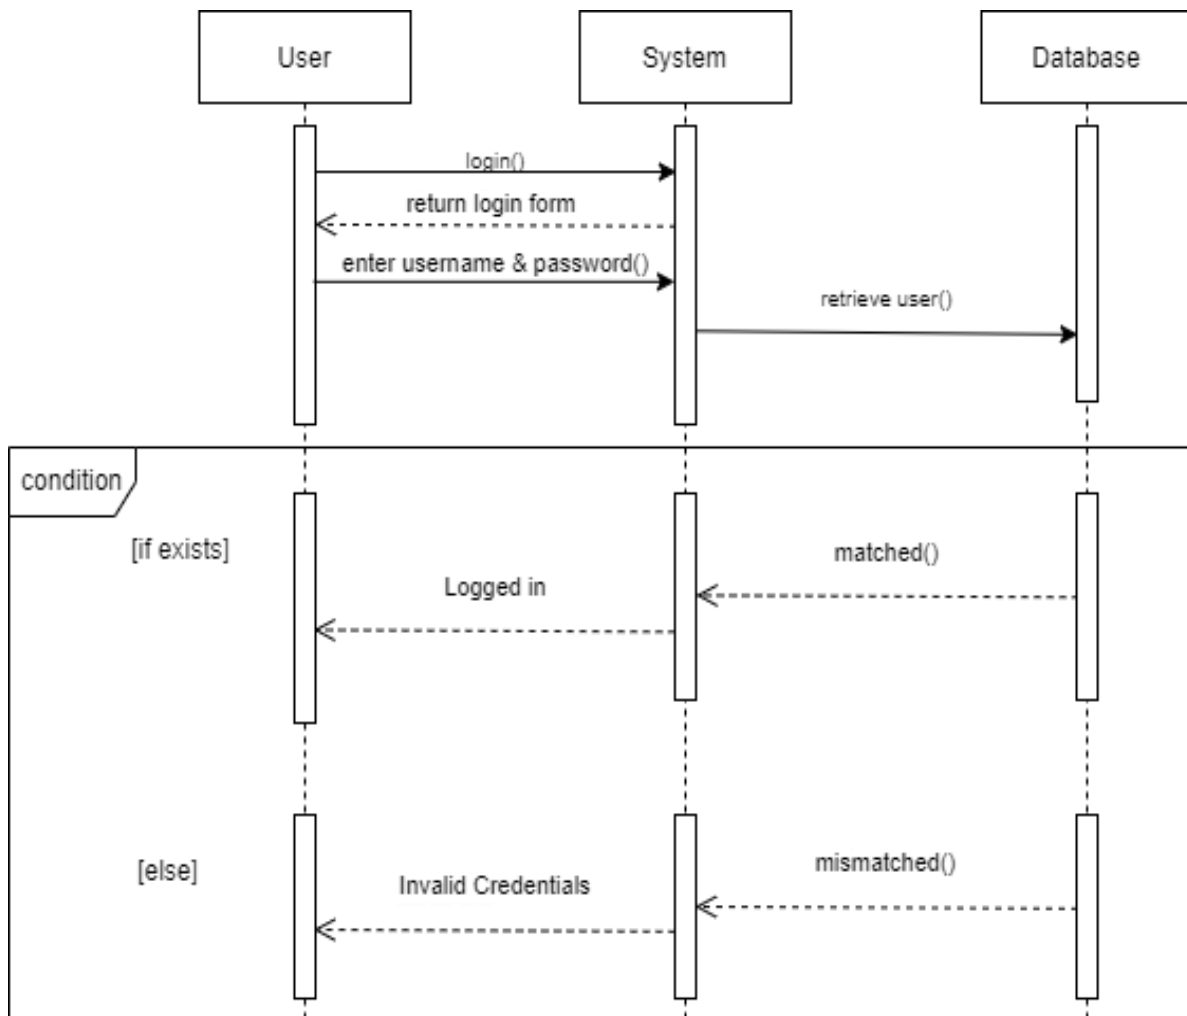 User
System
Database
login()
return login form
enter username & password()
retrieve user()
condition
[if exists]
matched()
Logged in
[else]
mismatched()
Invalid Credentials